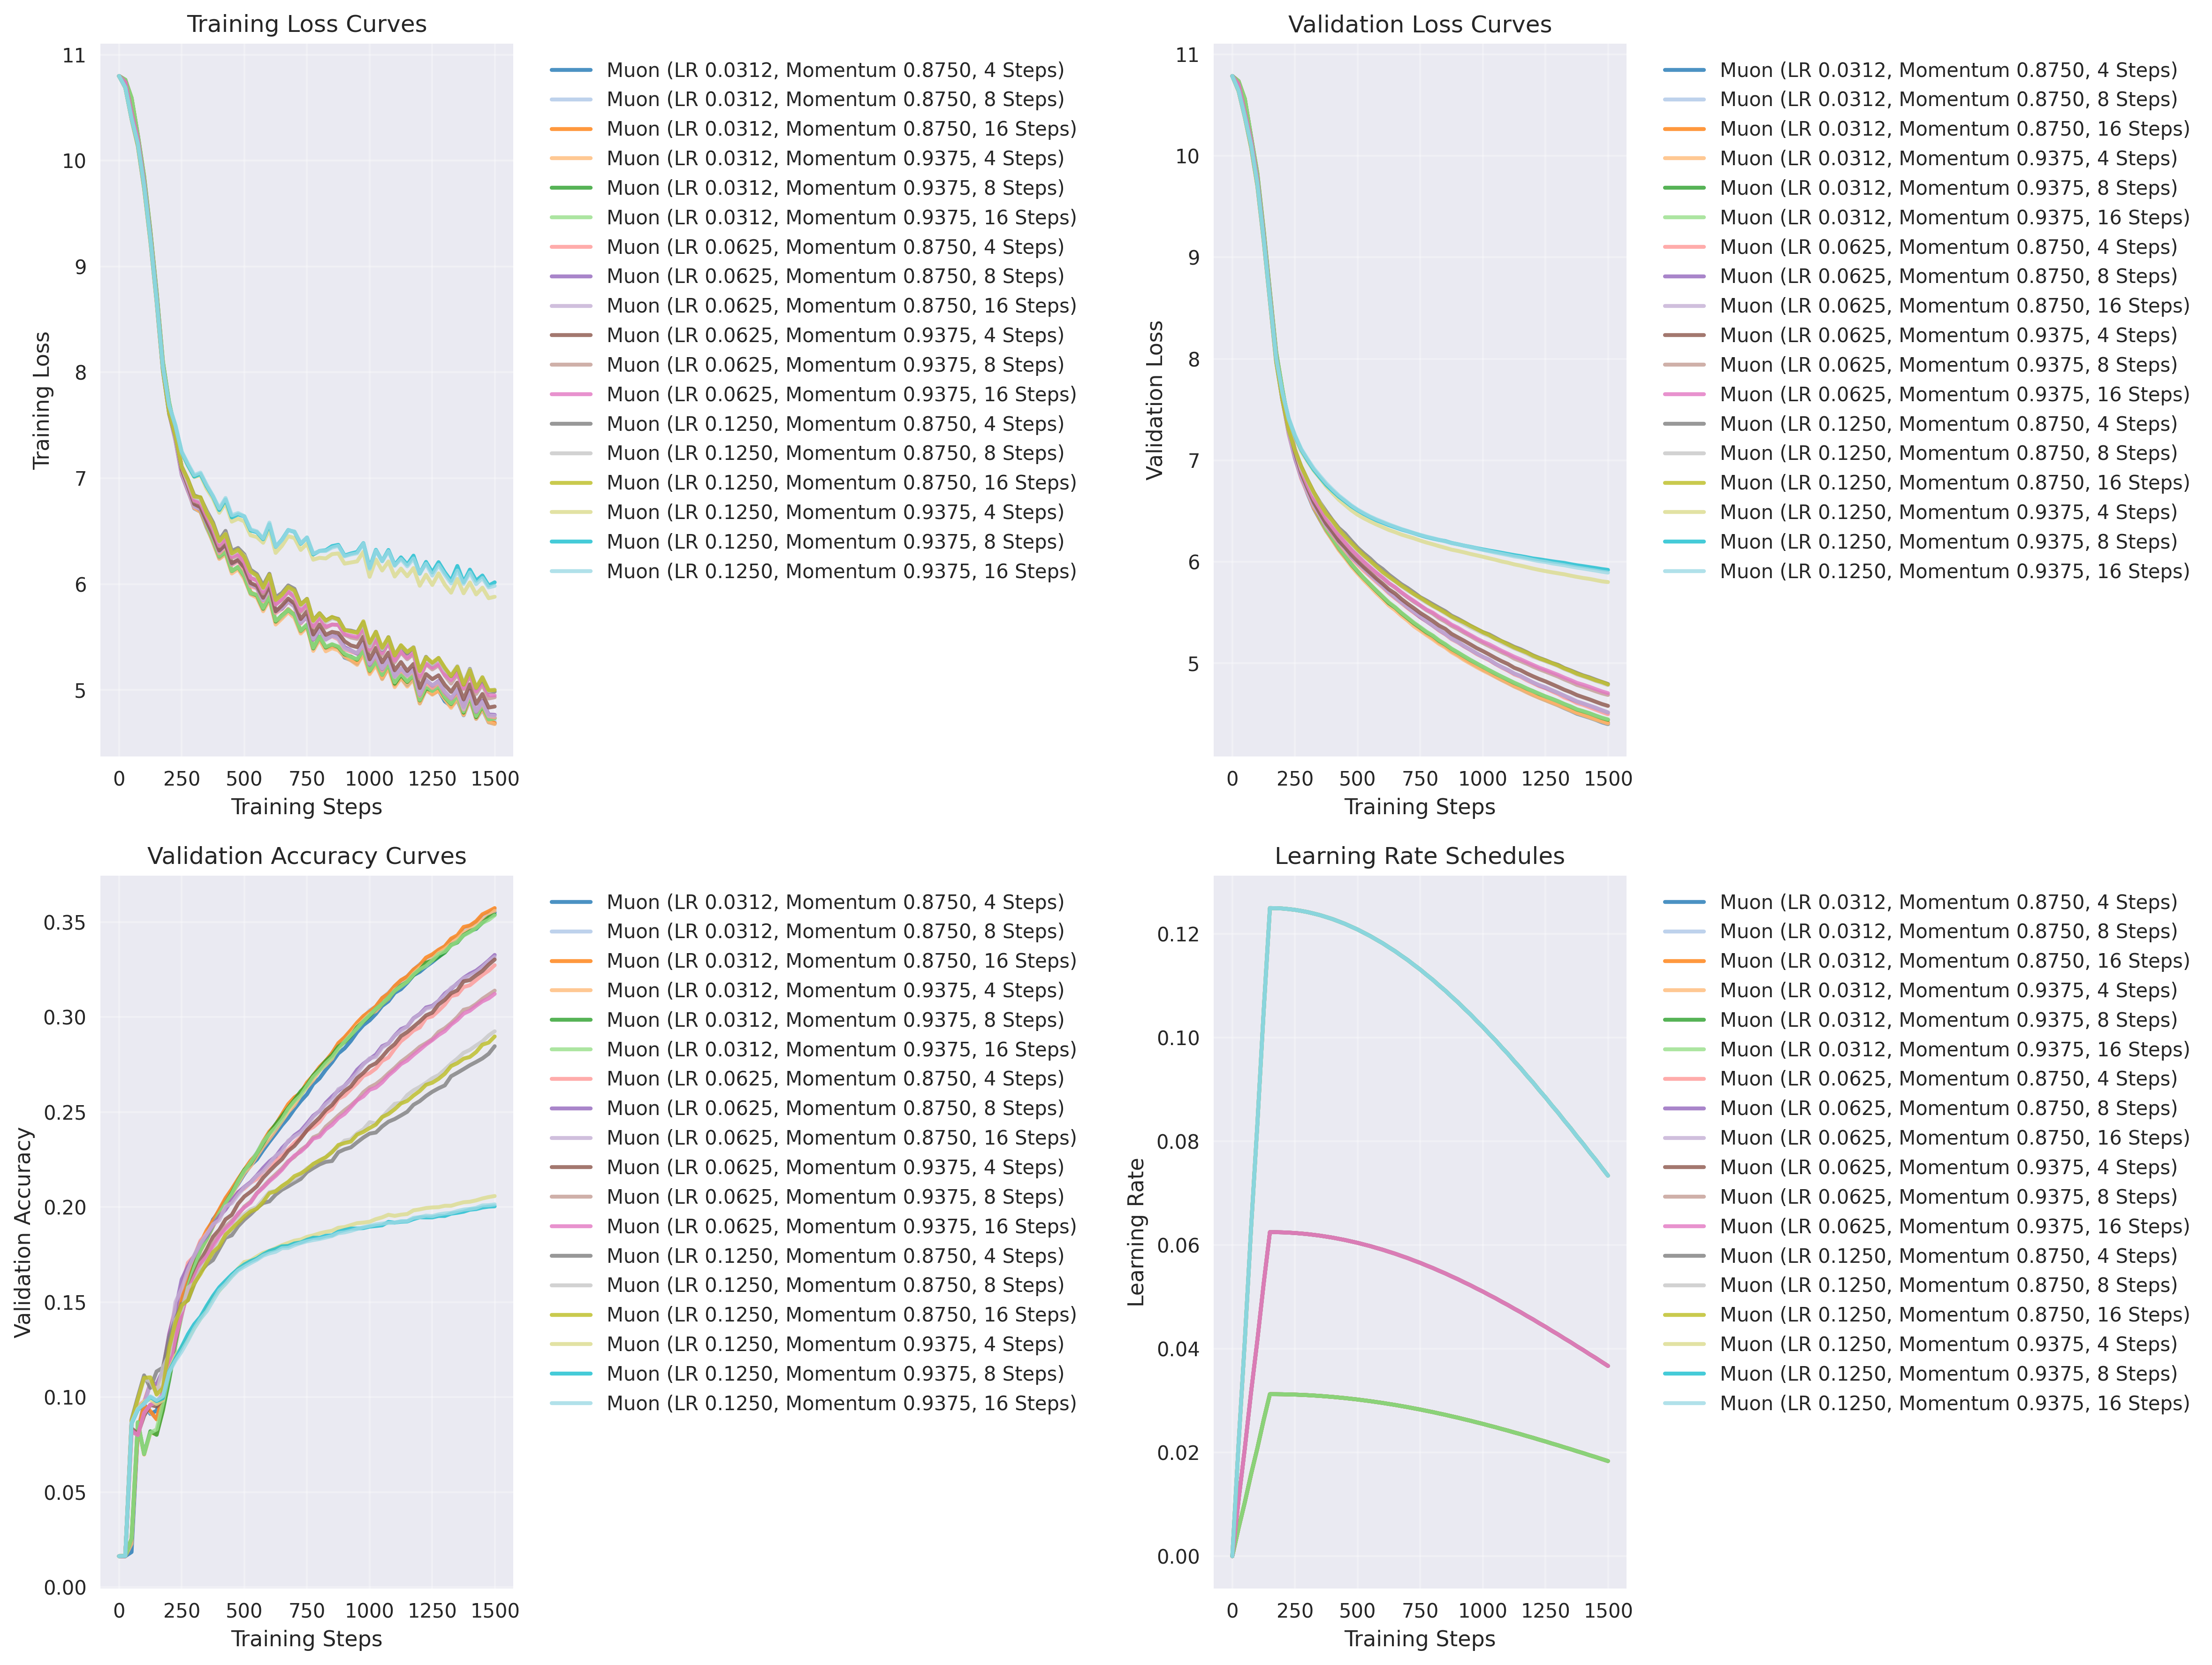 Training Loss Curves
11
10
9
8
7
6
5
Training Loss
0 250 500 750 1000 1250 1500
Training Steps
Muon (LR 0.0312, Momentum 0.8750, 4 Steps)
Muon (LR 0.0312, Momentum 0.8750, 8 Steps)
Muon (LR 0.0312, Momentum 0.8750, 16 Steps)
Muon (LR 0.0312, Momentum 0.9375, 4 Steps)
Muon (LR 0.0312, Momentum 0.9375, 8 Steps)
Muon (LR 0.0312, Momentum 0.9375, 16 Steps)
Muon (LR 0.0625, Momentum 0.8750, 4 Steps)
Muon (LR 0.0625, Momentum 0.8750, 8 Steps)
Muon (LR 0.0625, Momentum 0.8750, 16 Steps)
Muon (LR 0.0625, Momentum 0.9375, 4 Steps)
Muon (LR 0.0625, Momentum 0.9375, 8 Steps)
Muon (LR 0.0625, Momentum 0.9375, 16 Steps)
Muon (LR 0.1250, Momentum 0.8750, 4 Steps)
Muon (LR 0.1250, Momentum 0.8750, 8 Steps)
Muon (LR 0.1250, Momentum 0.8750, 16 Steps)
Muon (LR 0.1250, Momentum 0.9375, 4 Steps)
Muon (LR 0.1250, Momentum 0.9375, 8 Steps)
Muon (LR 0.1250, Momentum 0.9375, 16 Steps)
Validation Loss Curves
11
10
9
8
7
6
5
Validation Loss
0 250 500 750 1000 1250 1500
Training Steps
Muon (LR 0.0312, Momentum 0.8750, 4 Steps)
Muon (LR 0.0312, Momentum 0.8750, 8 Steps)
Muon (LR 0.0312, Momentum 0.8750, 16 Steps)
Muon (LR 0.0312, Momentum 0.9375, 4 Steps)
Muon (LR 0.0312, Momentum 0.9375, 8 Steps)
Muon (LR 0.0312, Momentum 0.9375, 16 Steps)
Muon (LR 0.0625, Momentum 0.8750, 4 Steps)
Muon (LR 0.0625, Momentum 0.8750, 8 Steps)
Muon (LR 0.0625, Momentum 0.8750, 16 Steps)
Muon (LR 0.0625, Momentum 0.9375, 4 Steps)
Muon (LR 0.0625, Momentum 0.9375, 8 Steps)
Muon (LR 0.0625, Momentum 0.9375, 16 Steps)
Muon (LR 0.1250, Momentum 0.8750, 4 Steps)
Muon (LR 0.1250, Momentum 0.8750, 8 Steps)
Muon (LR 0.1250, Momentum 0.8750, 16 Steps)
Muon (LR 0.1250, Momentum 0.9375, 4 Steps)
Muon (LR 0.1250, Momentum 0.9375, 8 Steps)
Muon (LR 0.1250, Momentum 0.9375, 16 Steps)
Validation Accuracy Curves
0.35
0.30
0.25
0.20
0.15
0.10
0.05
0.00
Validation Accuracy
0 250 500 750 1000 1250 1500
Training Steps
Muon (LR 0.0312, Momentum 0.8750, 4 Steps)
Muon (LR 0.0312, Momentum 0.8750, 8 Steps)
Muon (LR 0.0312, Momentum 0.8750, 16 Steps)
Muon (LR 0.0312, Momentum 0.9375, 4 Steps)
Muon (LR 0.0312, Momentum 0.9375, 8 Steps)
Muon (LR 0.0312, Momentum 0.9375, 16 Steps)
Muon (LR 0.0625, Momentum 0.8750, 4 Steps)
Muon (LR 0.0625, Momentum 0.8750, 8 Steps)
Muon (LR 0.0625, Momentum 0.8750, 16 Steps)
Muon (LR 0.0625, Momentum 0.9375, 4 Steps)
Muon (LR 0.0625, Momentum 0.9375, 8 Steps)
Muon (LR 0.0625, Momentum 0.9375, 16 Steps)
Muon (LR 0.1250, Momentum 0.8750, 4 Steps)
Muon (LR 0.1250, Momentum 0.8750, 8 Steps)
Muon (LR 0.1250, Momentum 0.8750, 16 Steps)
Muon (LR 0.1250, Momentum 0.9375, 4 Steps)
Muon (LR 0.1250, Momentum 0.9375, 8 Steps)
Muon (LR 0.1250, Momentum 0.9375, 16 Steps)
Learning Rate Schedules
0.12
0.10
0.08
0.06
0.04
0.02
0.00
Learning Rate
0 250 500 750 1000 1250 1500
Training Steps
Muon (LR 0.0312, Momentum 0.8750, 4 Steps)
Muon (LR 0.0312, Momentum 0.8750, 8 Steps)
Muon (LR 0.0312, Momentum 0.8750, 16 Steps)
Muon (LR 0.0312, Momentum 0.9375, 4 Steps)
Muon (LR 0.0312, Momentum 0.9375, 8 Steps)
Muon (LR 0.0312, Momentum 0.9375, 16 Steps)
Muon (LR 0.0625, Momentum 0.8750, 4 Steps)
Muon (LR 0.0625, Momentum 0.8750, 8 Steps)
Muon (LR 0.0625, Momentum 0.8750, 16 Steps)
Muon (LR 0.0625, Momentum 0.9375, 4 Steps)
Muon (LR 0.0625, Momentum 0.9375, 8 Steps)
Muon (LR 0.0625, Momentum 0.9375, 16 Steps)
Muon (LR 0.1250, Momentum 0.8750, 4 Steps)
Muon (LR 0.1250, Momentum 0.8750, 8 Steps)
Muon (LR 0.1250, Momentum 0.8750, 16 Steps)
Muon (LR 0.1250, Momentum 0.9375, 4 Steps)
Muon (LR 0.1250, Momentum 0.9375, 8 Steps)
Muon (LR 0.1250, Momentum 0.9375, 16 Steps)